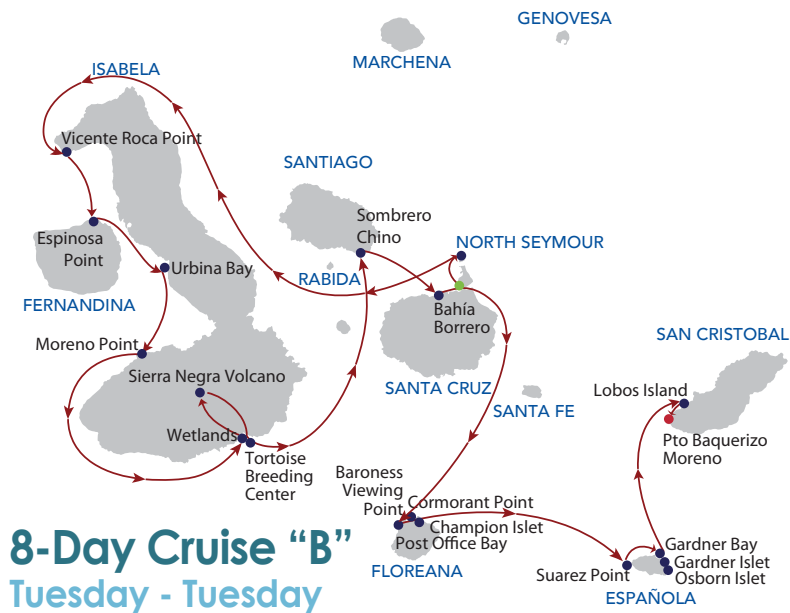 GENOVESA
MARCHENA
ISABELA
Vicente Roca Point
SANTIAGO
Sombrero
Chino
Espinosa
Point
NORTH SEYMOUR
Urbina Bay
RABIDA
FERNANDINA
Bahía
Borrero
Moreno Point
SAN CRISTOBAL
Sierra Negra Volcano
SANTA CRUZ
Lobos Island
SANTA FE
Wetlands
Pto Baquerizo
Moreno
Tortoise
Breeding
Center
Baroness
Viewing
Point
Cormorant Point
Champion Islet
Post Office Bay
8-Day Cruise “B”
Gardner Bay
Gardner Islet
Osborn Islet
Suarez Point
FLOREANA
ESPAÑOLA
Tuesday - Tuesday